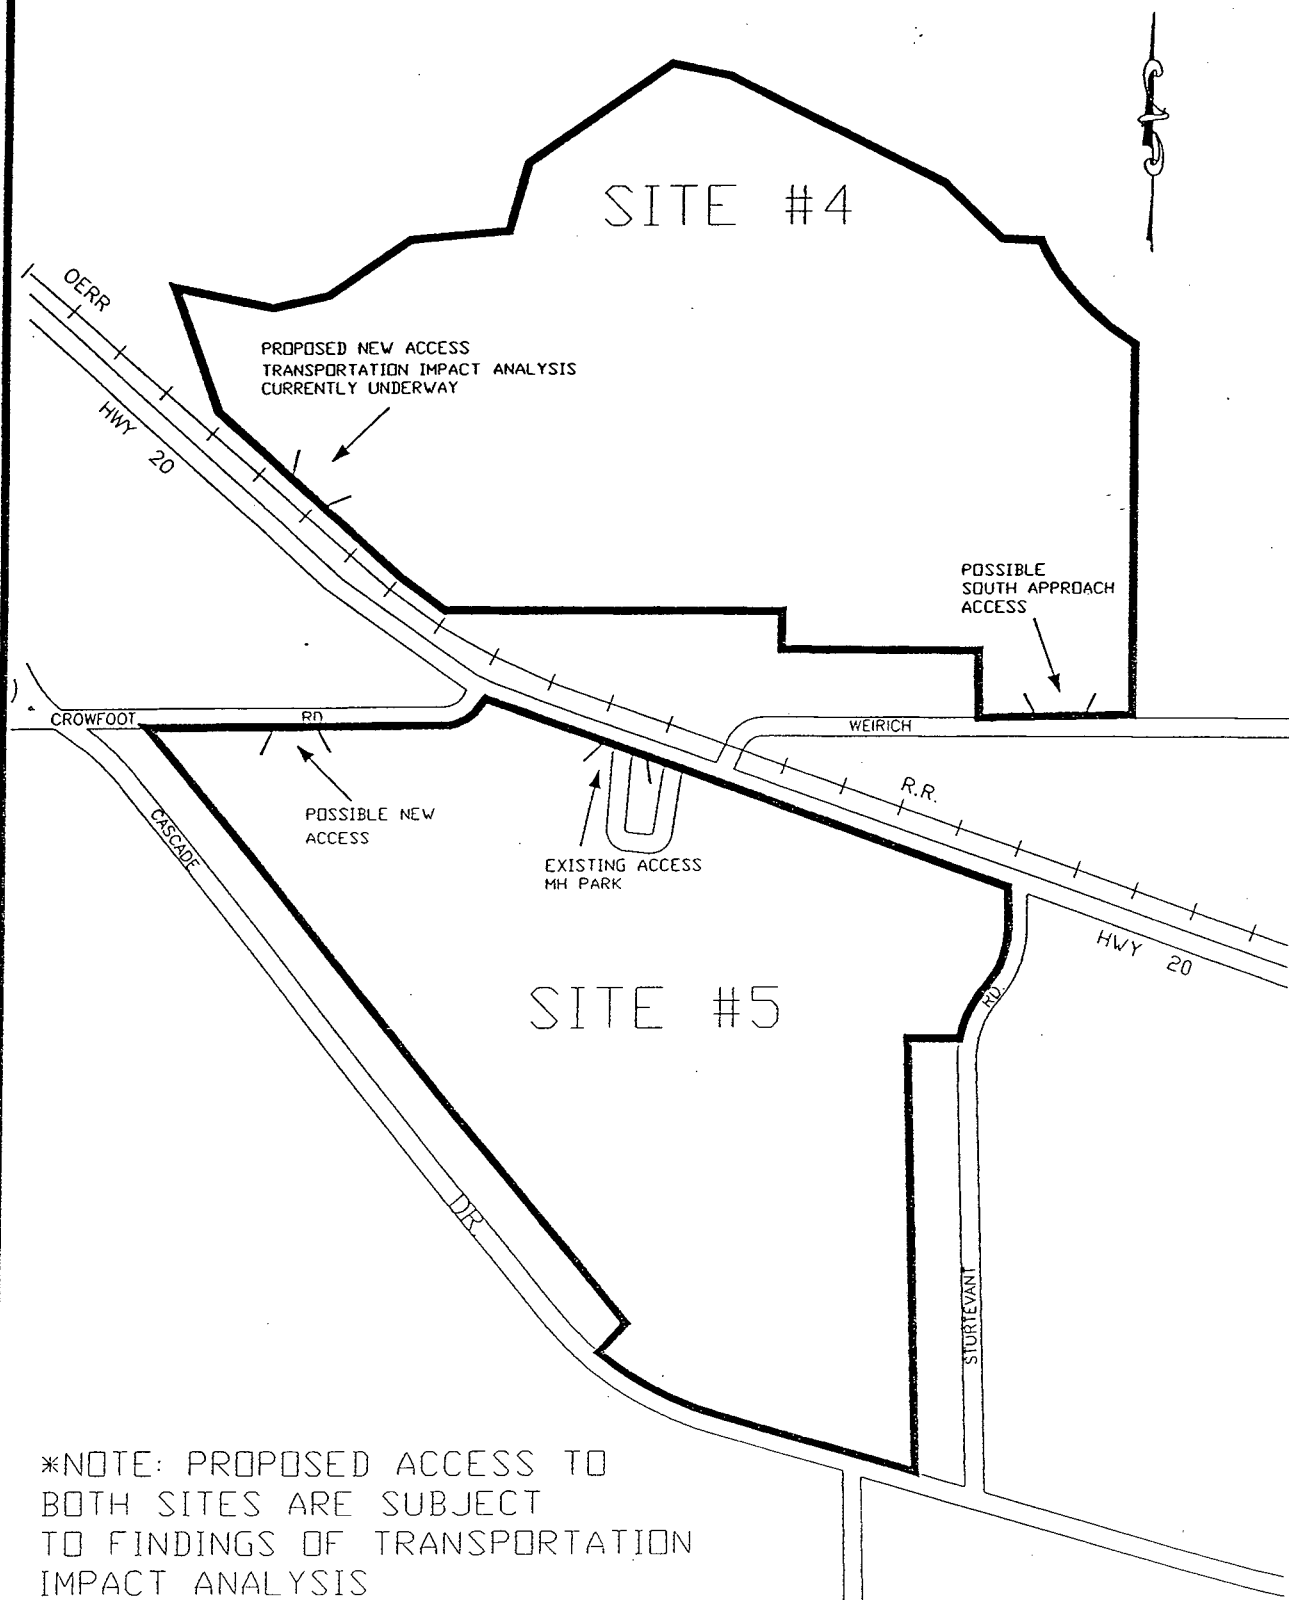 SITE #4
OERR
PROPOSED NEW ACCESS
TRANSPORTATION IMPACT ANALYSIS
CURRENTLY UNDERWAY
HWY 20
POSSIBLE
SOUTH APPROACH
ACCESS
CROWFOOT RD
WEIRICH
R.R.
POSSIBLE NEW
ACCESS
CASCADE
EXISTING ACCESS
MH PARK
HWY 20
SITE #5
RD.
DR.
STURTEVANT
*NOTE: PROPOSED ACCESS TO
BOTH SITES ARE SUBJECT
TO FINDINGS OF TRANSPORTATION
IMPACT ANALYSIS